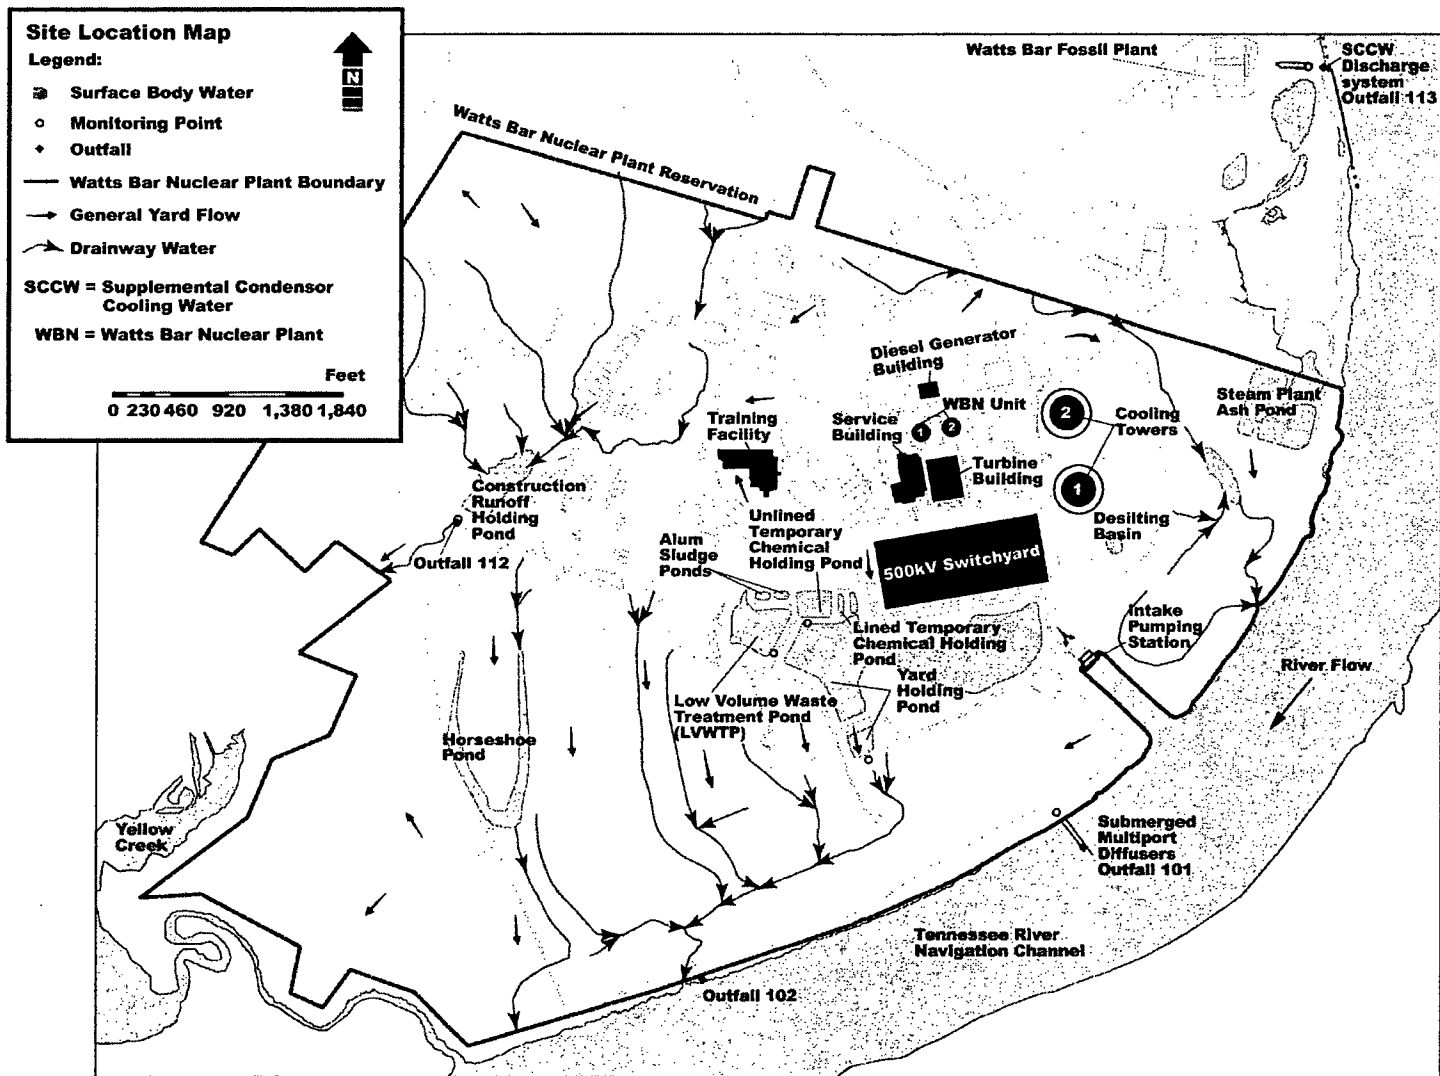 Site Location Map
Legend:
N
Surface Body Water
Monitoring Point
Outfall
Watts Bar Nuclear Plant Boundary
General Yard Flow
Drainway Water
SCCW = Supplemental Condensor
Cooling Water
WBN = Watts Bar Nuclear Plant
Feet
0 230 460 920 1,380 1,840
Watts Bar Fossil Plant
SCCW
Discharge
system
Outfall 113
Watts Bar Nuclear Plant Reservation
Diesel Generator
Building
WBN Unit
1
2
Service
Building
Turbine
Building
2
1
Cooling
Towers
Steam Plant
Ash Pond
Training
Facility
Construction
Runoff
Holding
Pond
Outfall 112
Unlined
Temporary
Chemical
Holding Pond
Alum
Sludge
Ponds
500kV Switchyard
Desilting
Basin
Intake
Pumping
Station
Lined Temporary
Chemical Holding
Pond
Yard
Holding
Pond
River Flow
Low Volume Waste
Treatment Pond
(LVWTP)
Horseshoe
Pond
Yellow
Creek
Submerged
Multiport
Diffusers
Outfall 101
Tennessee River
Navigation Channel
Outfall 102